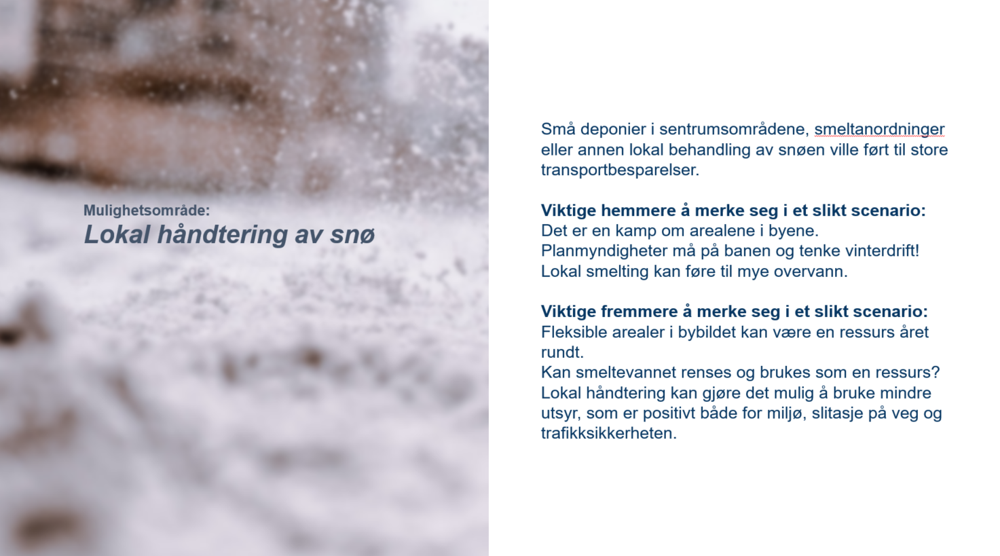 Mulighetsområde:
Lokal håndtering av snø
Små deponier i sentrumsområdene, smeltanordninger
eller annen lokal behandling av snøen ville ført til store
transportbesparelser.
Viktige hemmere å merke seg i et slikt scenario:
Det er en kamp om arealene i byene.
Planmyndigheter må på banen og tenke vinterdrift!
Lokal smelting kan føre til mye overvann.
Viktige fremmere å merke seg i et slikt scenario:
Fleksible arealer i bybildet kan være en ressurs året
rundt.
Kan smeltevannet renses og brukes som en ressurs?
Lokal håndtering kan gjøre det mulig å bruke mindre
utsyr, som er positivt både for miljø, slitasje på veg og
trafikksikkerheten.